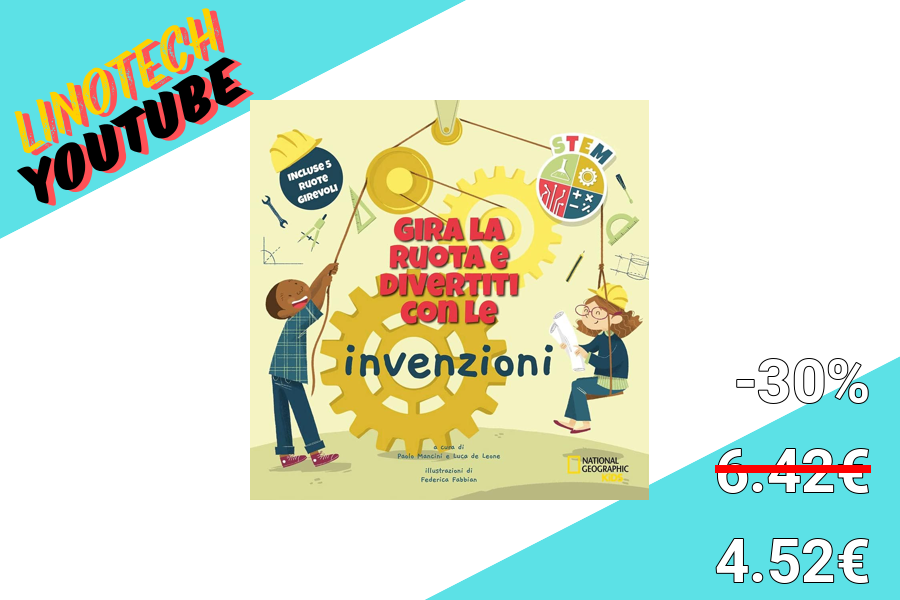 LINOTECH
YOUTUBE
INCLUSE 5
RUOTE
GIREVOLI
STEM
GIRA LA
RUOTA E
DIVERTITI
CON LE
invenzioni
a cura di
Paola Mancini e Luca de Leone
illustrazioni di
Federica Fabbian
NATIONAL
GEOGRAPHIC
KiDS
-30%
6.42€
4.52€